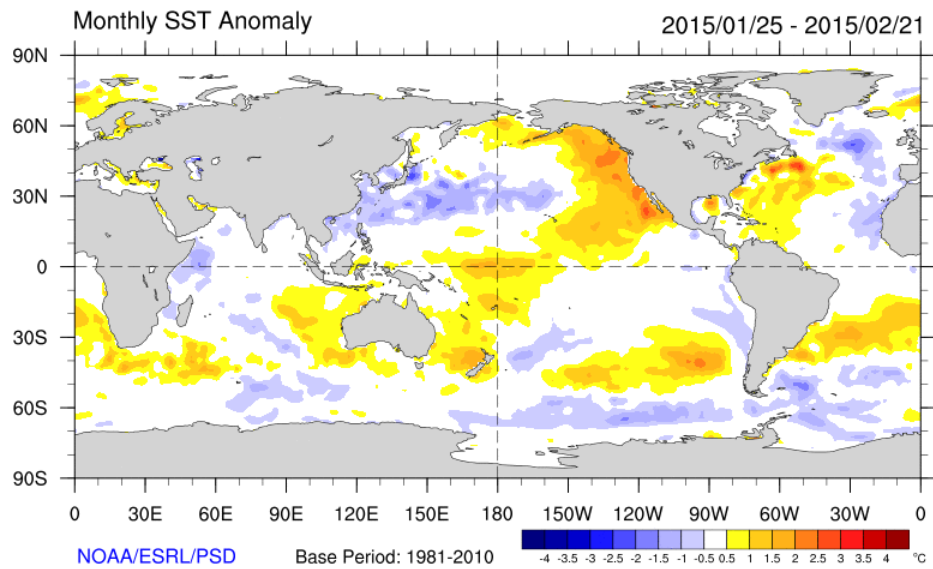 Monthly SST Anomaly 2015/01/25 - 2015/02/21
90N
60N
30N
0
30S
60S
90S
0 30E 60E 90E 120E 150E 180 150W 120W 90W 60W 30W 0
NOAA/ESRL/PSD Base Period: 1981-2010
-4 -3.5 -3 -2.5 -2 -1.5 -1 -0.5 0.5 1 1.5 2 2.5 3 3.5 4 °C